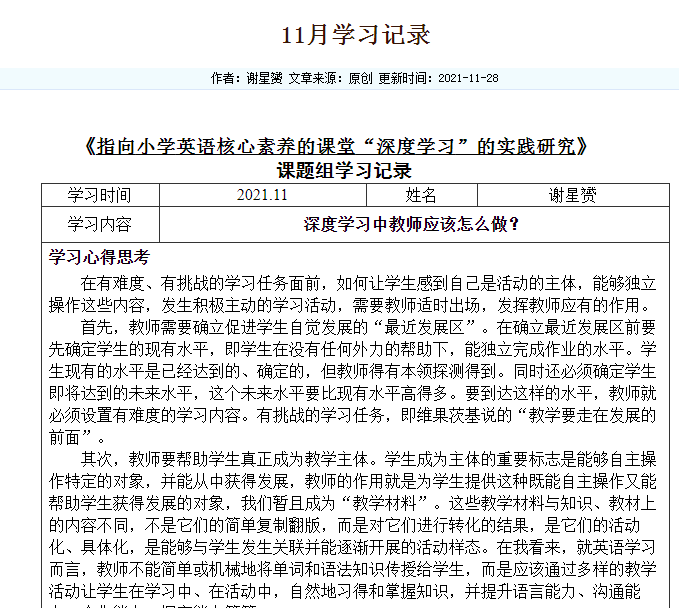 11月学习记录
作者：谢星赟 文章来源：原创 更新时间：2021-11-28
《指向小学英语核心素养的课堂“深度学习”的实践研究》
课题组学习记录
学习时间 2021.11 姓名 谢星赟
学习内容 深度学习中教师应该怎么做？
学习心得思考
在有难度、有挑战的学习任务面前，如何让学生感到自己是活动的主体，能够独立
操作这些内容，发生积极主动的学习活动，需要教师适时出场，发挥教师应有的作用。
首先，教师需要确立促进学生自觉发展的“最近发展区”。在确立最近发展区前要
先确定学生的现有水平，即学生在没有任何外力的帮助下，能独立完成作业的水平。学
生现有的水平是已经达到的、确定的，但教师得有本领探测得到。同时还必须确定学生
即将达到的未来水平，这个未来水平要比现有水平高得多。要到达这样的水平，教师就
必须设置有难度的学习内容。有挑战的学习任务，即维果茨基说的“教学要走在发展的
前面”。
其次，教师要帮助学生真正成为教学主体。学生成为主体的重要标志是能够自主操
作特定的对象，并能从中获得发展，教师的作用就是为学生提供这种既能自主操作又能
帮助学生获得发展的对象，我们暂且成为“教学材料”。这些教学材料与知识、教材上
的内容不同，不是它们的简单复制翻版，而是对它们进行转化的结果，是它们的活动
化、具体化，是能够与学生发生关联并能逐渐开展的活动样态。在我看来，就英语学习
而言，教师不能简单或机械地将单词和语法知识传授给学生，而是应该通过多样的教学
活动让学生在学习中、在活动中，自然地习得和掌握知识，并提升语言能力、沟通能